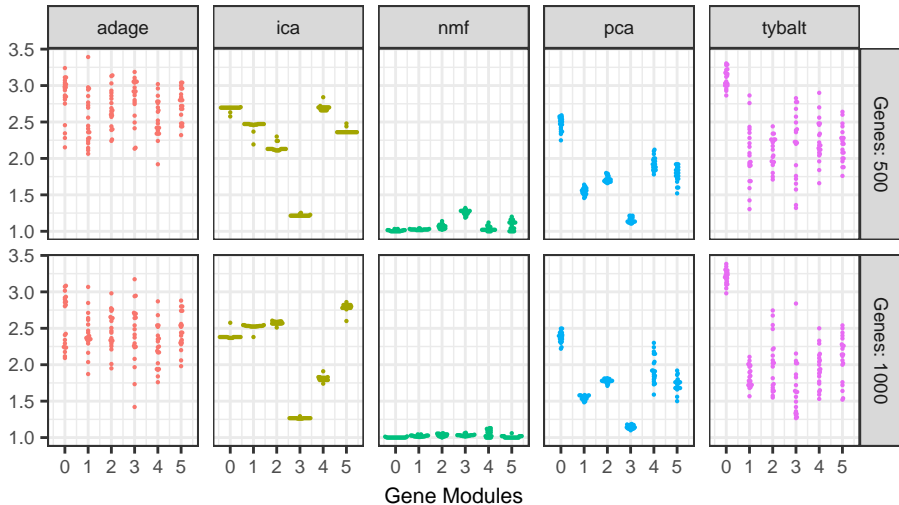 adage ica nmf pca tybalt
3.5
3.0
2.5
2.0
1.5
1.0
Genes: 500
3.5
3.0
2.5
2.0
1.5
1.0
Genes: 1000
0 1 2 3 4 5 0 1 2 3 4 5 0 1 2 3 4 5 0 1 2 3 4 5 0 1 2 3 4 5
Gene Modules